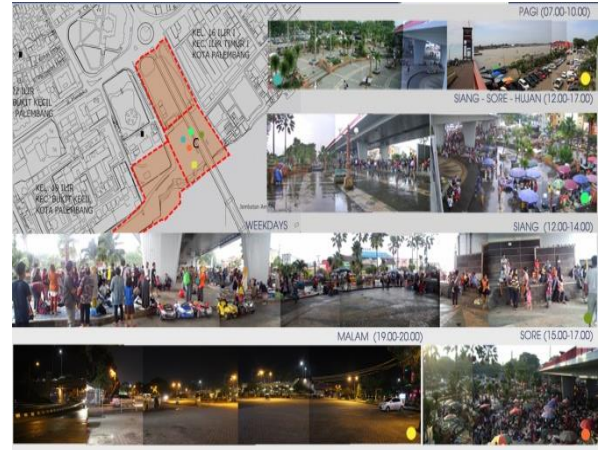 PAGI (07.00-10.00)
KEL. 16 ILIR I
KEC. ILIR TIMUR I
KOTA PALEMBANG
ILIR
BUKIT KECIL
PALEMBANG
C
SIANG - SORE - HUJAN (12.00-17.00)
KEL. 19 ILIR
KEC. BUKIT KECIL
KOTA PALEMBANG
Jembatan
WEEKDAYS
SIANG (12.00-14.00)
MALAM (19.00-20.00)
SORE (15.00-17.00)